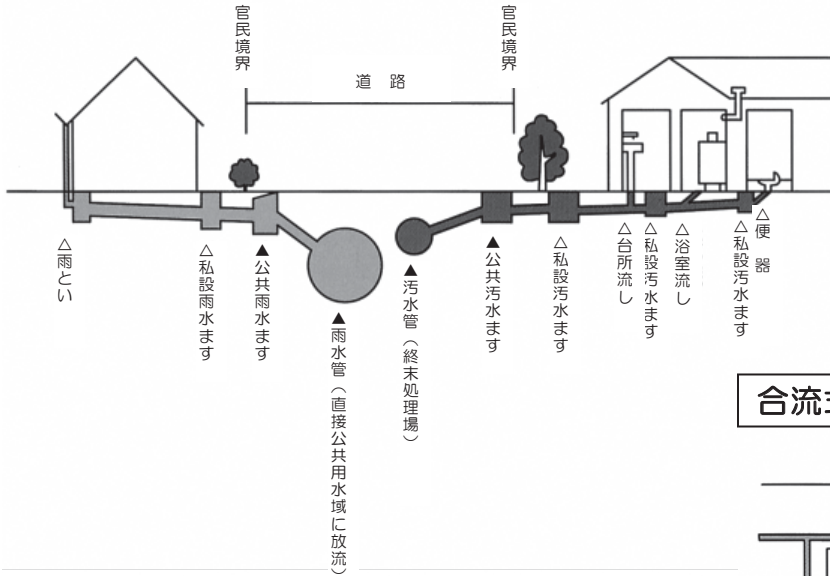 官民境界
道路
官民境界
△雨とい
△私設雨水ます
▲公共雨水ます
▲雨水管（直接公共用水域に放流）
▲汚水管（終末処理場）
▲公共汚水ます
△私設汚水ます
△台所流し
△私設汚水ます
△浴室流し
△私設汚水ます
△便器
合流